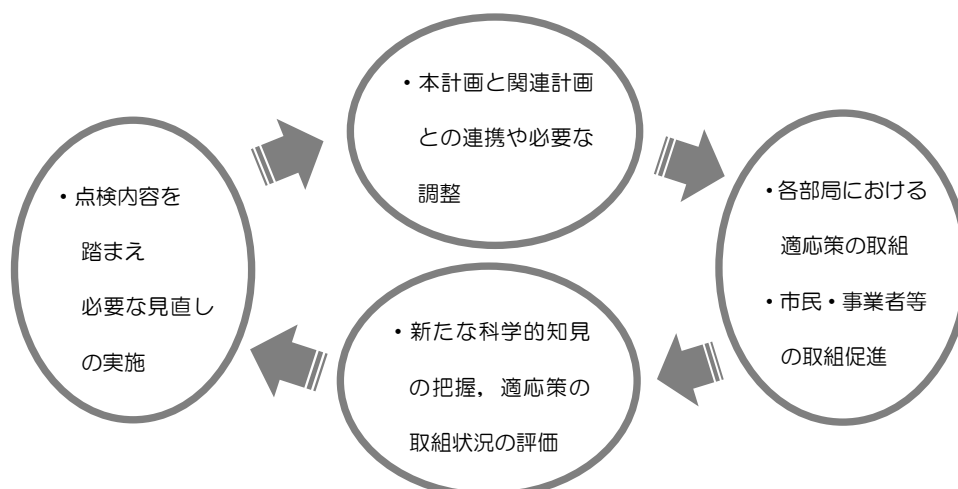 ・本計画と関連計画
との連携や必要な
調整
・各部局における
適応策の取組
・市民・事業者等
の取組促進
・新たな科学的知見
の把握，適応策の
取組状況の評価
・点検内容を
踏まえ
必要な見直し
の実施